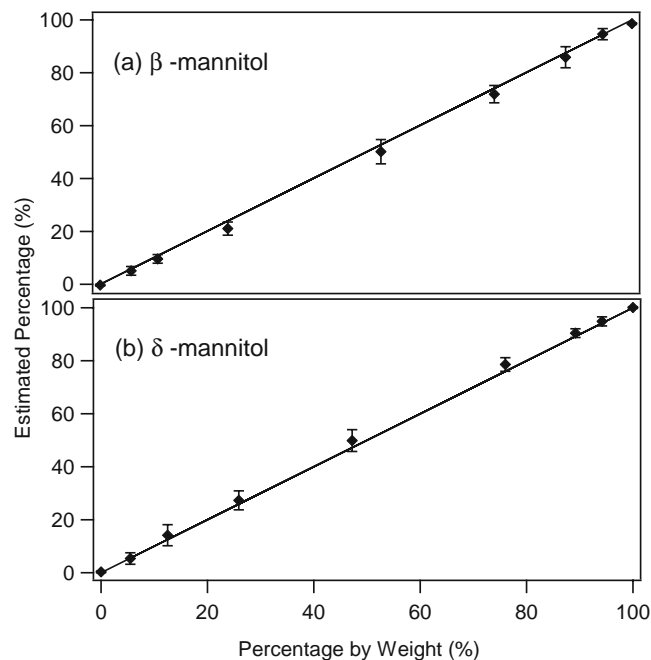 100
80
60
40
20
0
(a) β -mannitol
Estimated Percentage (%)
100
80
60
40
20
0
(b) δ -mannitol
0 20 40 60 80 100
Percentage by Weight (%)